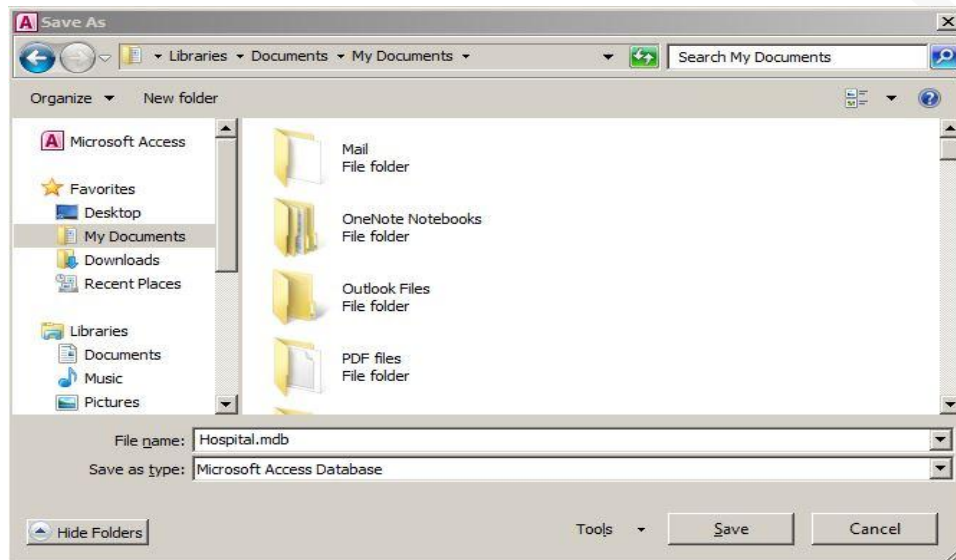 Save As
Libraries Documents My Documents
Search My Documents
Organize
New folder
Microsoft Access
Favorites
Desktop
My Documents
Downloads
Recent Places
Libraries
Documents
Music
Pictures
Mail
File folder
OneNote Notebooks
File folder
Outlook Files
File folder
PDF files
File folder
File name: Hospital.mdb
Save as type: Microsoft Access Database
Hide Folders
Tools
Save
Cancel